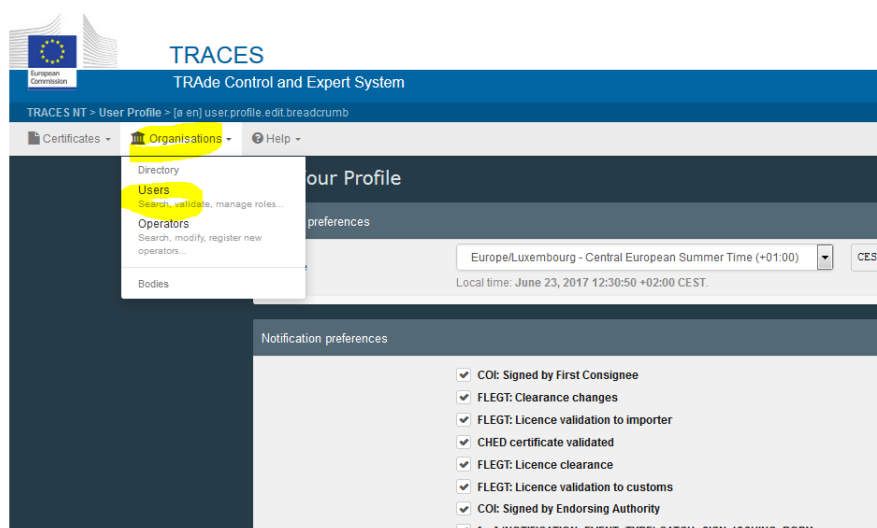 European
Commission
TRACES
TRAde Control and Expert System
TRACES NT > User Profile > [ø en] user.profile.edit.breadcrumb
Certificates Organisations Help
Directory
Users
Search, validate, manage roles...
Operators
Search, modify, register new
operators...
Bodies
our Profile
preferences
Europe/Luxembourg - Central European Summer Time (+01:00) CES
Local time: June 23, 2017 12:30:50 +02:00 CEST.
Notification preferences
COI: Signed by First Consignee
FLEGT: Clearance changes
FLEGT: Licence validation to importer
CHED certificate validated
FLEGT: Licence clearance
FLEGT: Licence validation to customs
COI: Signed by Endorsing Authority